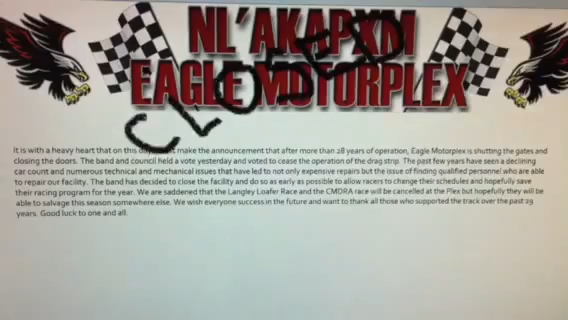 NL'AKAPXM
EAGLE MOTORPLEX
CLOSED
It is with a heavy heart that on this make the announcement that after more than 28 years of operation, Eagle Motorplex is shutting the gates and
closing the doors. The band and council held a vote yesterday and voted to cease the operation of the drag strip. The past few years have seen a declining
car count and numerous technical and mechanical issues that have led to not only expensive repairs but the issue of finding qualified personnel who are able
to repair our facility. The band has decided to close the facility and do so as early as possible to allow racers to change their schedules and hopefully save
their racing program for the year. We are saddened that the Langley Loafer Race and the CMDRA race will be cancelled at the Plex but hopefully they will be
able to salvage this season somewhere else. We wish everyone success in the future and want to thank all those who supported the track over the past 29
years. Good luck to one and all.